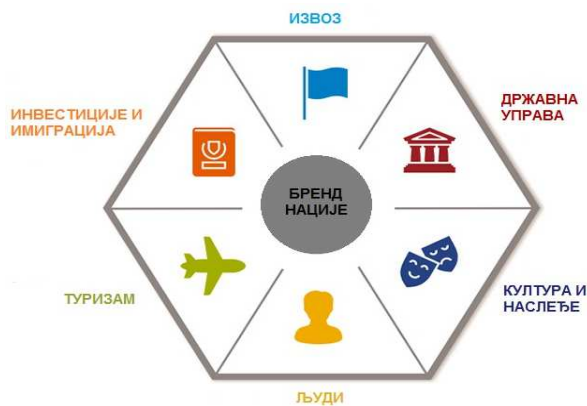 ИЗВОЗ
ДРЖАВНА
УПРАВА
ИНВЕСТИЦИЈЕ И
ИМИГРАЦИЈА
БРЕНД
НАЦИЈЕ
ТУРИЗАМ
КУЛТУРА И
НАСЛЕЂЕ
ЉУДИ